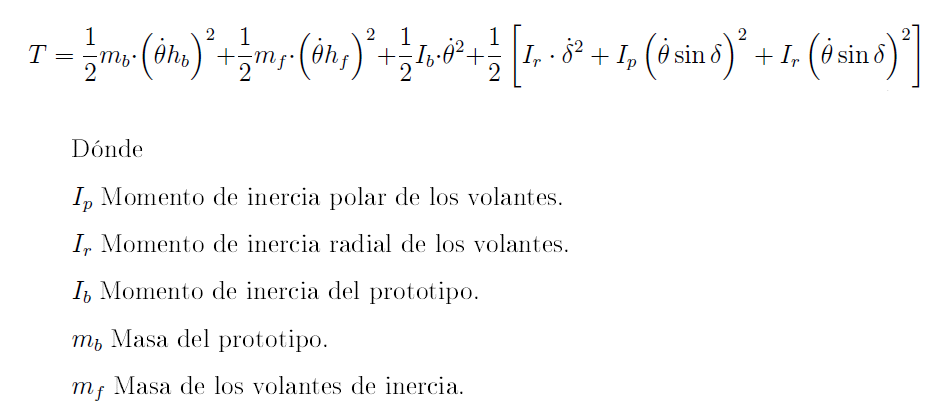 T = \frac{1}{2} m_b \cdot \left(\dot{\theta} h_b\right)^2 + \frac{1}{2} m_f \cdot \left(\dot{\theta} h_f\right)^2 + \frac{1}{2} I_b \cdot \dot{\theta}^2 + \frac{1}{2} \left[ I_r \cdot \dot{\delta}^2 + I_p \left(\dot{\theta} \sin \delta\right)^2 + I_r \left(\dot{\theta} \sin \delta\right)^2 \right]
Dónde
I_p Momento de inercia polar de los volantes.
I_r Momento de inercia radial de los volantes.
I_b Momento de inercia del prototipo.
m_b Masa del prototipo.
m_f Masa de los volantes de inercia.